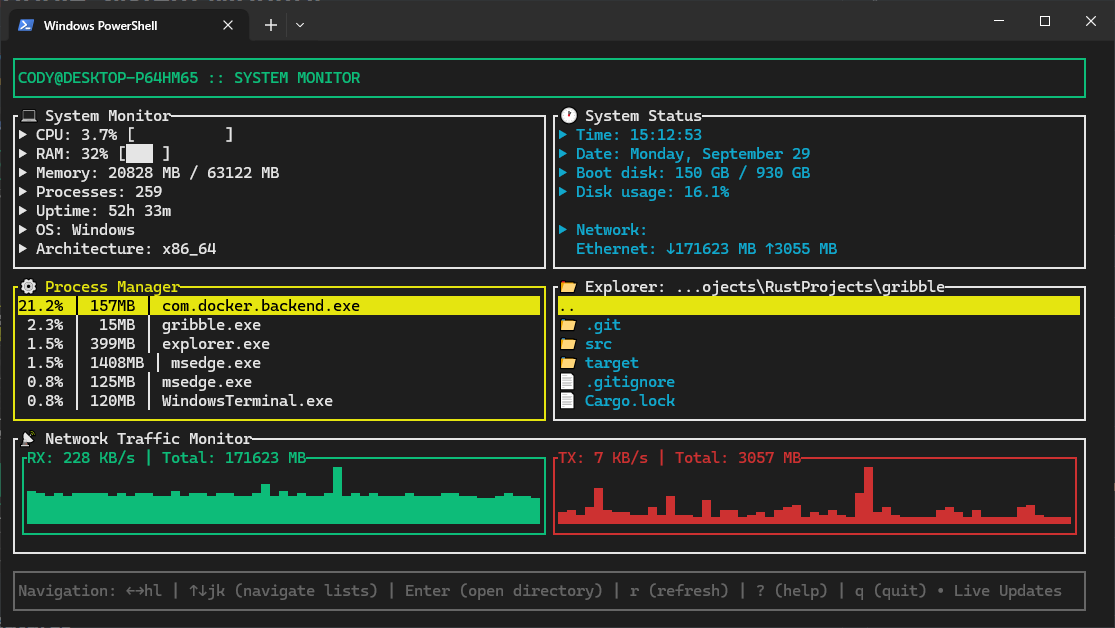 Windows PowerShell
CODY@DESKTOP-P64HM65 :: SYSTEM MONITOR
System Monitor
CPU: 3.7% [          ]
RAM: 32% [███ ]
Memory: 20828 MB / 63122 MB
Processes: 259
Uptime: 52h 33m
OS: Windows
Architecture: x86_64
System Status
Time: 15:12:53
Date: Monday, September 29
Boot disk: 150 GB / 930 GB
Disk usage: 16.1%
Network:
Ethernet: ↓171623 MB ↑3055 MB
Process Manager
21.2% │ 157MB │ com.docker.backend.exe
2.3% │ 15MB │ gribble.exe
1.5% │ 399MB │ explorer.exe
1.5% │ 1408MB │ msedge.exe
0.8% │ 125MB │ msedge.exe
0.8% │ 120MB │ WindowsTerminal.exe
Explorer: ...ojects\RustProjects\gribble
..
.git
src
target
.gitignore
Cargo.lock
Network Traffic Monitor
RX: 228 KB/s | Total: 171623 MB
TX: 7 KB/s | Total: 3057 MB
Navigation: ↔hl | ↑↓jk (navigate lists) | Enter (open directory) | r (refresh) | ? (help) | q (quit) • Live Updates